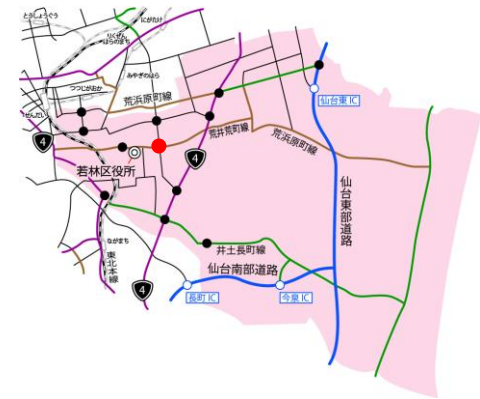 とうしょうぐう
にがたけ
りくぜん
はらのまち
みやぎのはら
つつじがおか
荒浜原町線
仙台東IC
せんだい
4
4
荒井荒町線
荒浜原町線
若林区役所
仙台東部道路
ながまち
東北本線
井土長町線
仙台南部道路
4
長町IC
今泉IC